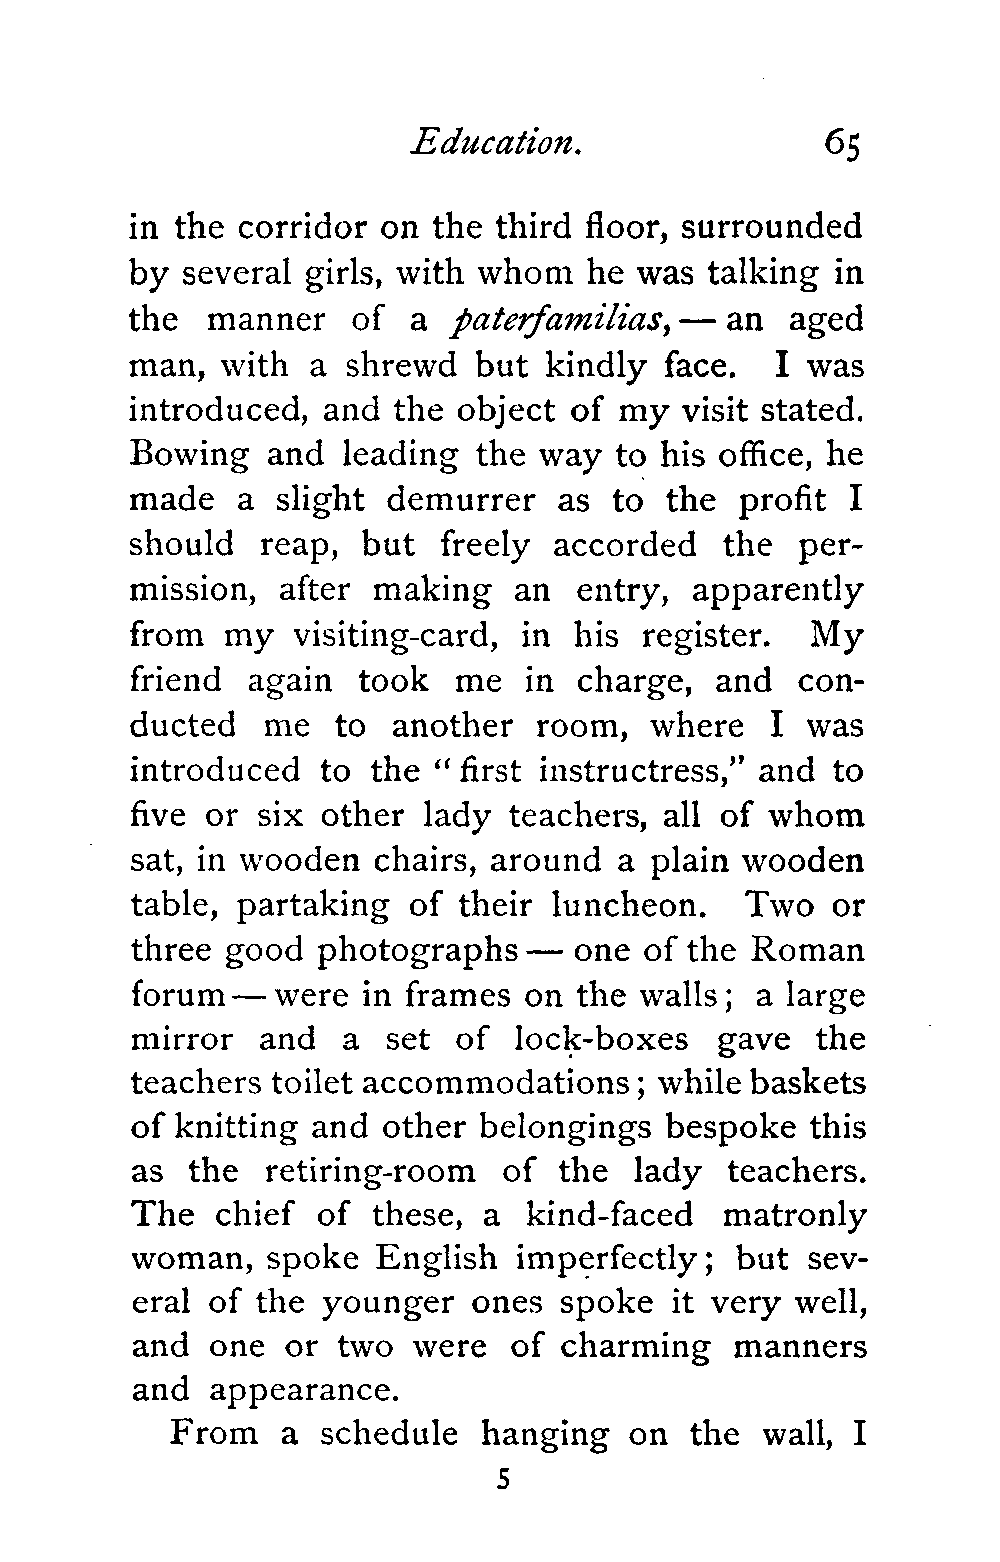 Education. 65
in the corridor on the third floor, surrounded
by several girls, with whom he was talking in
the manner of a paterfamilias, — an aged
man, with a shrewd but kindly face. I was
introduced, and the object of my visit stated.
Bowing and leading the way to his office, he
made a slight demurrer as to the profit I
should reap, but freely accorded the per-
mission, after making an entry, apparently
from my visiting-card, in his register. My
friend again took me in charge, and con-
ducted me to another room, where I was
introduced to the “first instructress,” and to
five or six other lady teachers, all of whom
sat, in wooden chairs, around a plain wooden
table, partaking of their luncheon. Two or
three good photographs — one of the Roman
forum — were in frames on the walls; a large
mirror and a set of lock-boxes gave the
teachers toilet accommodations; while baskets
of knitting and other belongings bespoke this
as the retiring-room of the lady teachers.
The chief of these, a kind-faced matronly
woman, spoke English imperfectly; but sev-
eral of the younger ones spoke it very well,
and one or two were of charming manners
and appearance.
From a schedule hanging on the wall, I
5